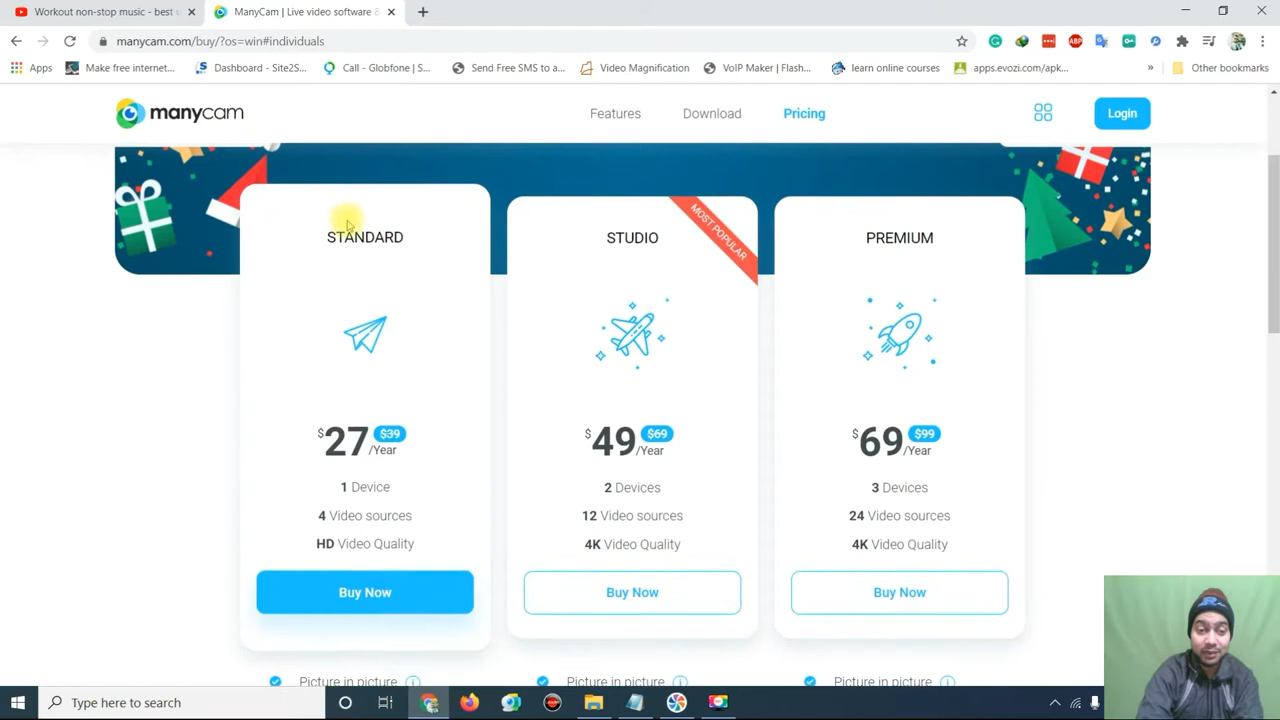 Workout non-stop music - best
ManyCam | Live video software &
manycam.com/buy/?os=win#individuals
Apps
Make free internet...
Dashboard - Site2S...
Call - Globfone | S...
Send Free SMS to a...
Video Magnification
VoIP Maker | Flash...
learn online courses
apps.evozi.com/apk...
»
Other bookmarks
manycam
Features
Download
Pricing
Login
STANDARD
$27 $39 /Year
1 Device
4 Video sources
HD Video Quality
Buy Now
Picture in picture
STUDIO
MOST POPULAR
$49 $69 /Year
2 Devices
12 Video sources
4K Video Quality
Buy Now
Picture in picture
PREMIUM
$69 $99 /Year
3 Devices
24 Video sources
4K Video Quality
Buy Now
Picture in picture
Type here to search